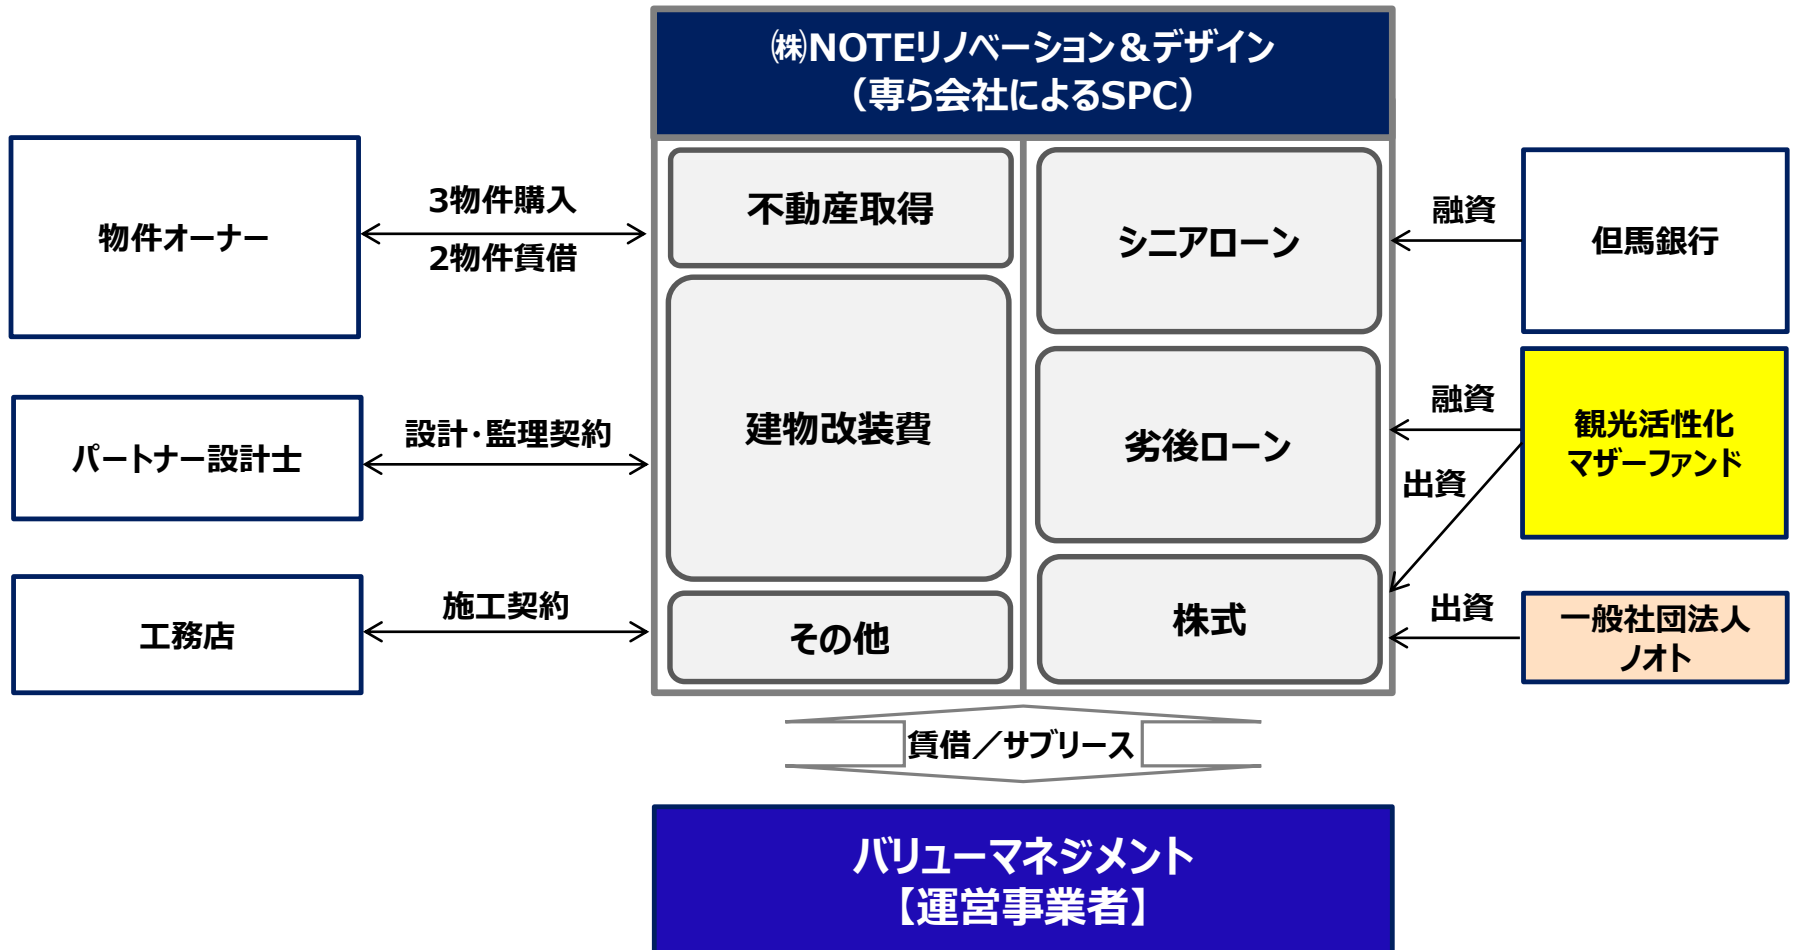 ㈱NOTEリノベーション&デザイン
(専ら会社によるSPC)
物件オーナー
3物件購入
2物件賃借
不動産取得
シニアローン
融資
但馬銀行
パートナー設計士
設計・監理契約
建物改装費
劣後ローン
融資
出資
観光活性化
マザーファンド
工務店
施工契約
その他
株式
出資
一般社団法人
ノオト
賃借/サブリース
バリューマネジメント
【運営事業者】